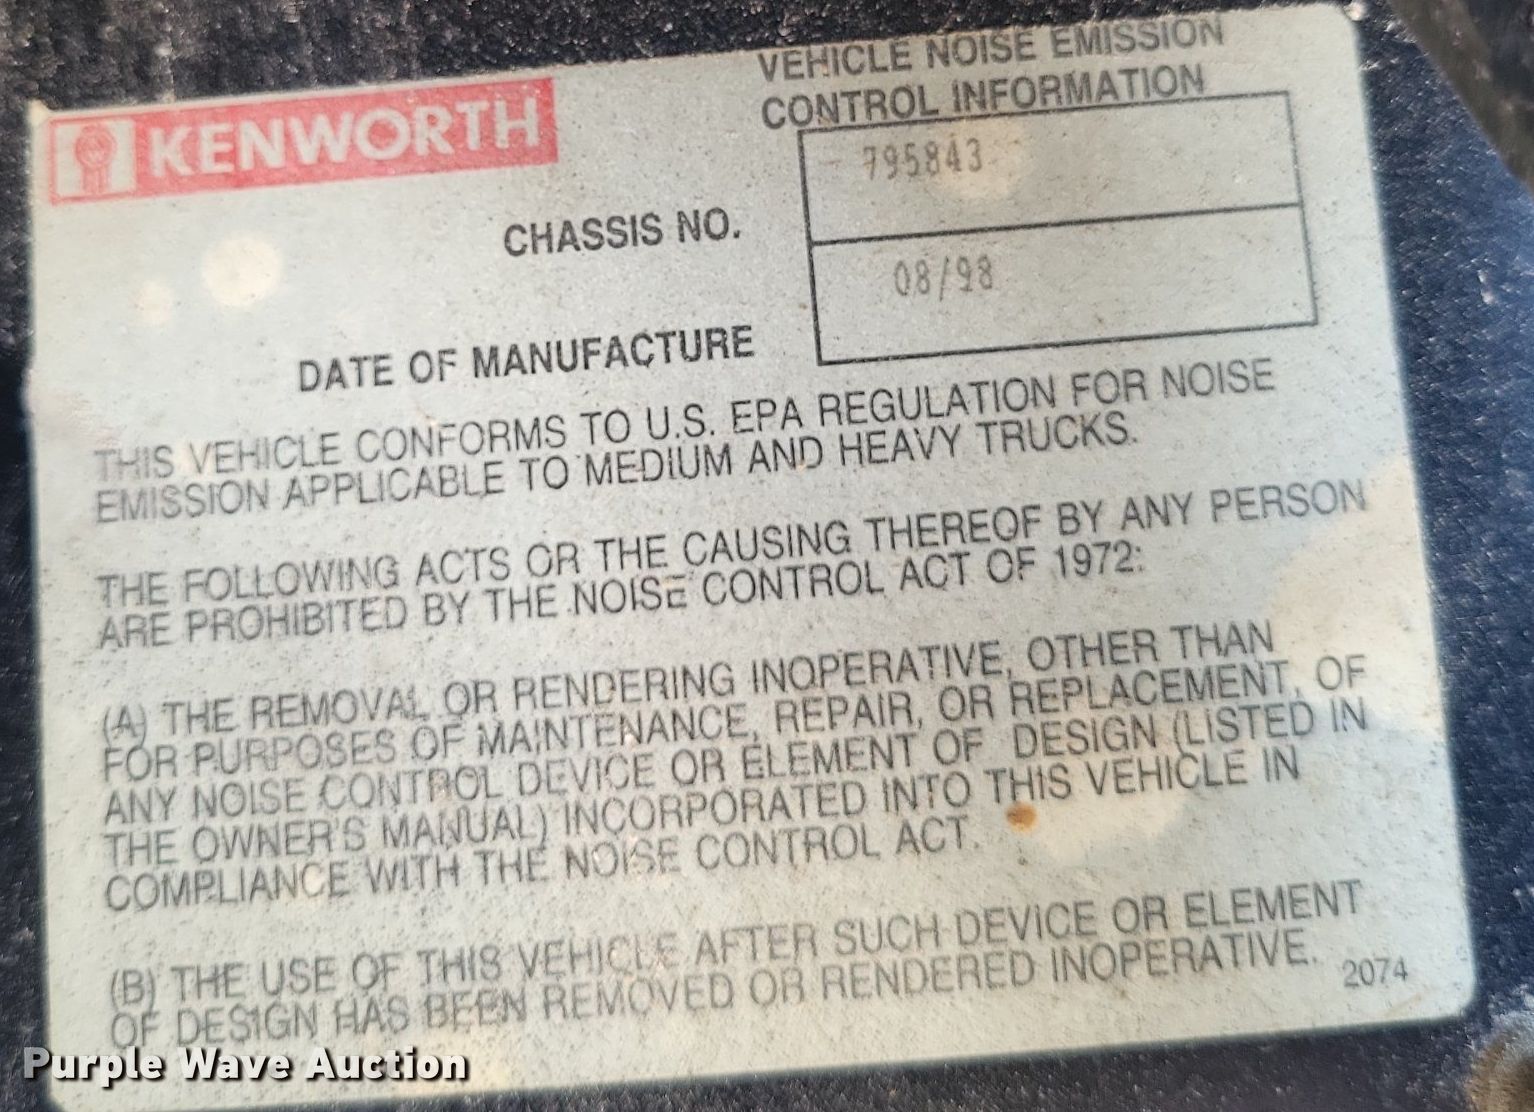 VEHICLE NOISE EMISSION
CONTROL INFORMATION
KENWORTH
795843
CHASSIS NO.
08/98
DATE OF MANUFACTURE
THIS VEHICLE CONFORMS TO U.S. EPA REGULATION FOR NOISE
EMISSION APPLICABLE TO MEDIUM AND HEAVY TRUCKS.
THE FOLLOWING ACTS OR THE CAUSING THEREOF BY ANY PERSON
ARE PROHIBITED BY THE NOISE CONTROL ACT OF 1972:
(A) THE REMOVAL OR RENDERING INOPERATIVE, OTHER THAN
FOR PURPOSES OF MAINTENANCE, REPAIR, OR REPLACEMENT, OF
ANY NOISE CONTROL DEVICE OR ELEMENT OF DESIGN (LISTED IN
THE OWNER'S MANUAL) INCORPORATED INTO THIS VEHICLE IN
COMPLIANCE WITH THE NOISE CONTROL ACT.
(B) THE USE OF THIS VEHICLE AFTER SUCH DEVICE OR ELEMENT
OF DESIGN HAS BEEN REMOVED OR RENDERED INOPERATIVE.
2074
Purple Wave Auction